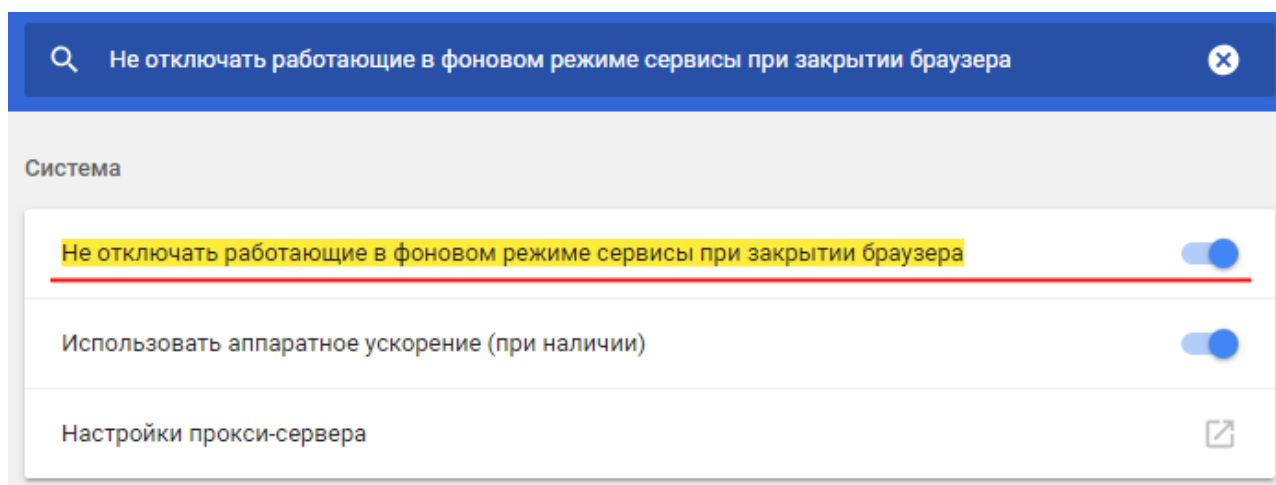 Не отключать работающие в фоновом режиме сервисы при закрытии браузера
Система
Не отключать работающие в фоновом режиме сервисы при закрытии браузера
Использовать аппаратное ускорение (при наличии)
Настройки прокси-сервера